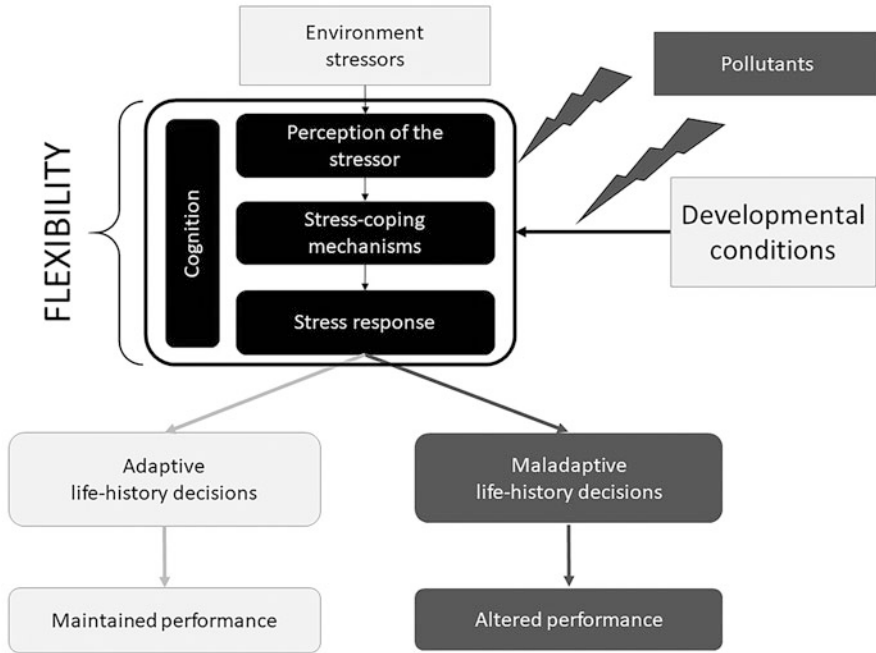 Environment
stressors
Pollutants
FLEXIBILITY
Cognition
Perception of the
stressor
Stress-coping
mechanisms
Stress response
Developmental
conditions
Adaptive
life-history decisions
Maladaptive
life-history decisions
Maintained performance
Altered performance